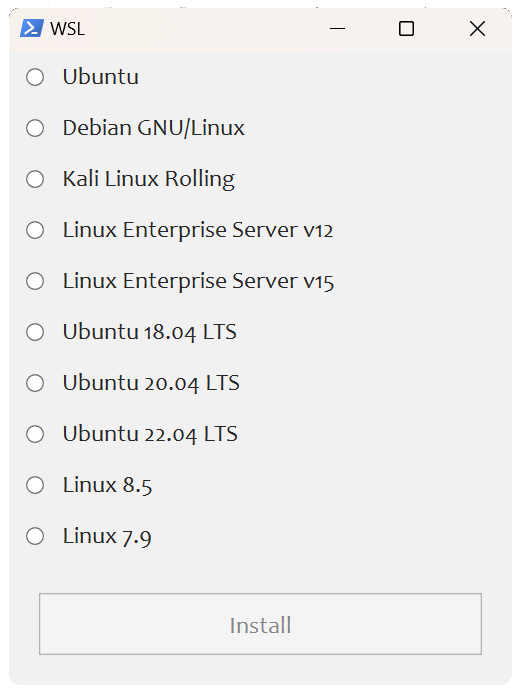 WSL
Ubuntu
Debian GNU/Linux
Kali Linux Rolling
Linux Enterprise Server v12
Linux Enterprise Server v15
Ubuntu 18.04 LTS
Ubuntu 20.04 LTS
Ubuntu 22.04 LTS
Linux 8.5
Linux 7.9
Install